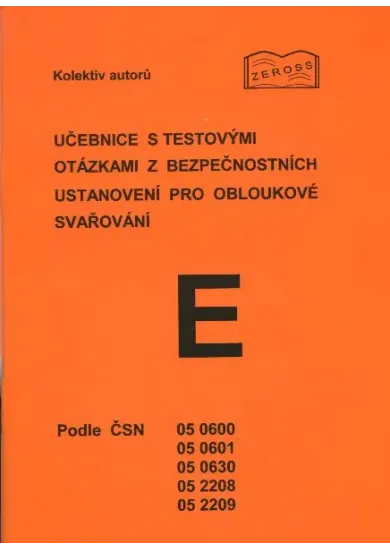 Kolektiv autorů
ZEROSS
UČEBNICE S TESTOVÝMI
OTÁZKAMI Z BEZPEČNOSTNÍCH
USTANOVENÍ PRO OBLOUKOVÉ
SVAŘOVÁNÍ
E
Podle ČSN 05 0600
05 0601
05 0630
05 2208
05 2209